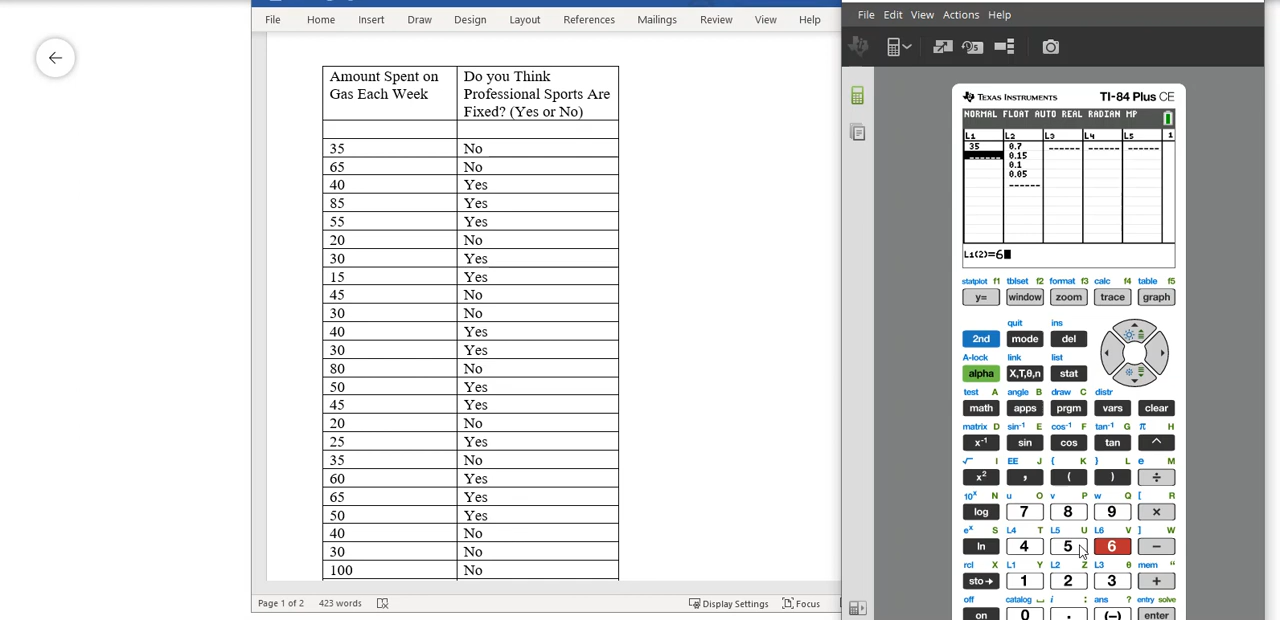 File Home Insert Draw Design Layout References Mailings Review View Help
Amount Spent on Gas Each Week
Do you Think Professional Sports Are Fixed? (Yes or No)
35 No
65 No
40 Yes
85 Yes
55 Yes
20 No
30 Yes
15 Yes
45 No
30 No
40 Yes
30 Yes
80 No
50 Yes
45 Yes
20 No
25 Yes
35 No
60 Yes
65 Yes
50 Yes
40 No
30 No
100 No
Page 1 of 2 423 words Display Settings Focus
File Edit View Actions Help
TEXAS INSTRUMENTS TI-84 Plus CE
NORMAL FLOAT AUTO REAL RADIAN MP
L1 L2 L3 L4 L5 1
35 0.7 ------ ------ ------
------ 0.15
0.1
0.05
------
L1(2)=6
statplot f1 tblset f2 format f3 calc f4 table f5
y= window zoom trace graph
quit ins
2nd mode del
A-lock link list
alpha X,T,θ,n stat
test A angle B draw C distr
math apps prgm vars clear
matrix D sin⁻¹ E cos⁻¹ F tan⁻¹ G π H
x⁻¹ sin cos tan ^
√ I EE J { K } L e M
x² , ( ) ÷
10ˣ N u O v P w Q [ R
log 7 8 9 ×
eˣ S L4 T L5 U L6 V ] W
ln 4 5 6 −
rcl X L1 Y L2 Z L3 θ mem "
sto→ 1 2 3 +
off catalog ⎵ i : ans ? entry solve
on 0 . (−) enter